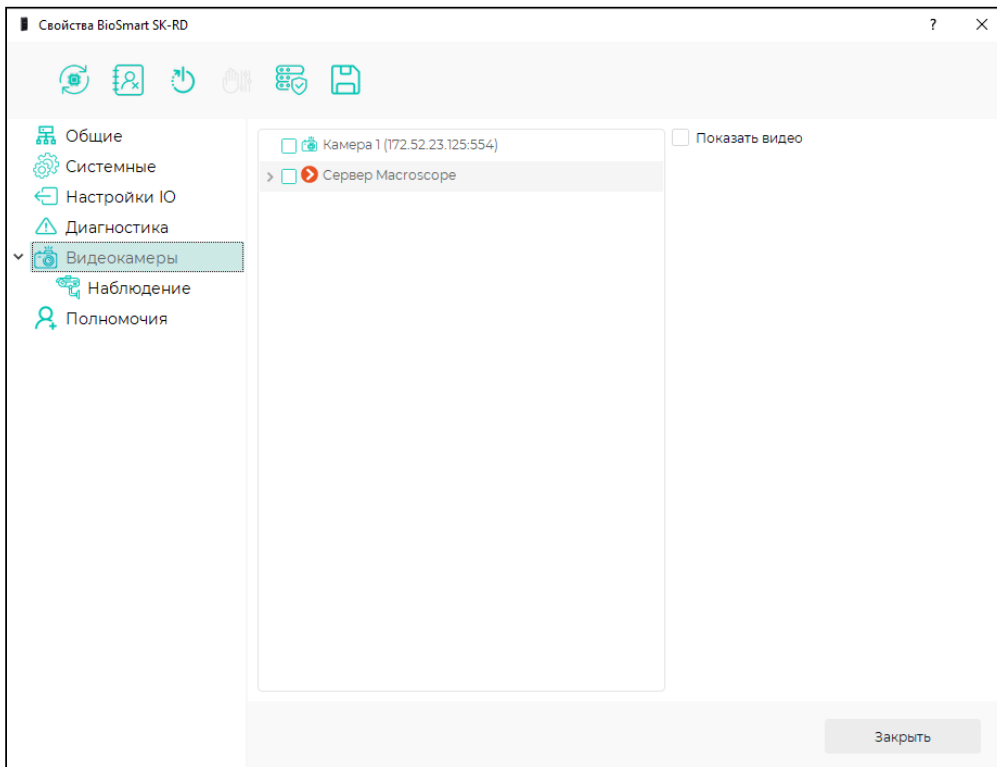 Свойства BioSmart SK-RD
?
Общие
Системные
Настройки IO
Диагностика
Видеокамеры
Наблюдение
Полномочия
Камера 1 (172.52.23.125:554)
Сервер Macroscope
Показать видео
Закрыть